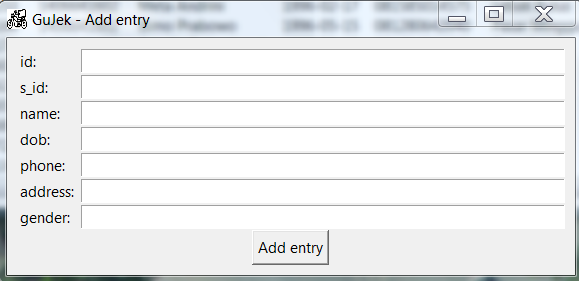 GuJek - Add entry
id:
s_id:
name:
dob:
phone:
address:
gender:
Add entry